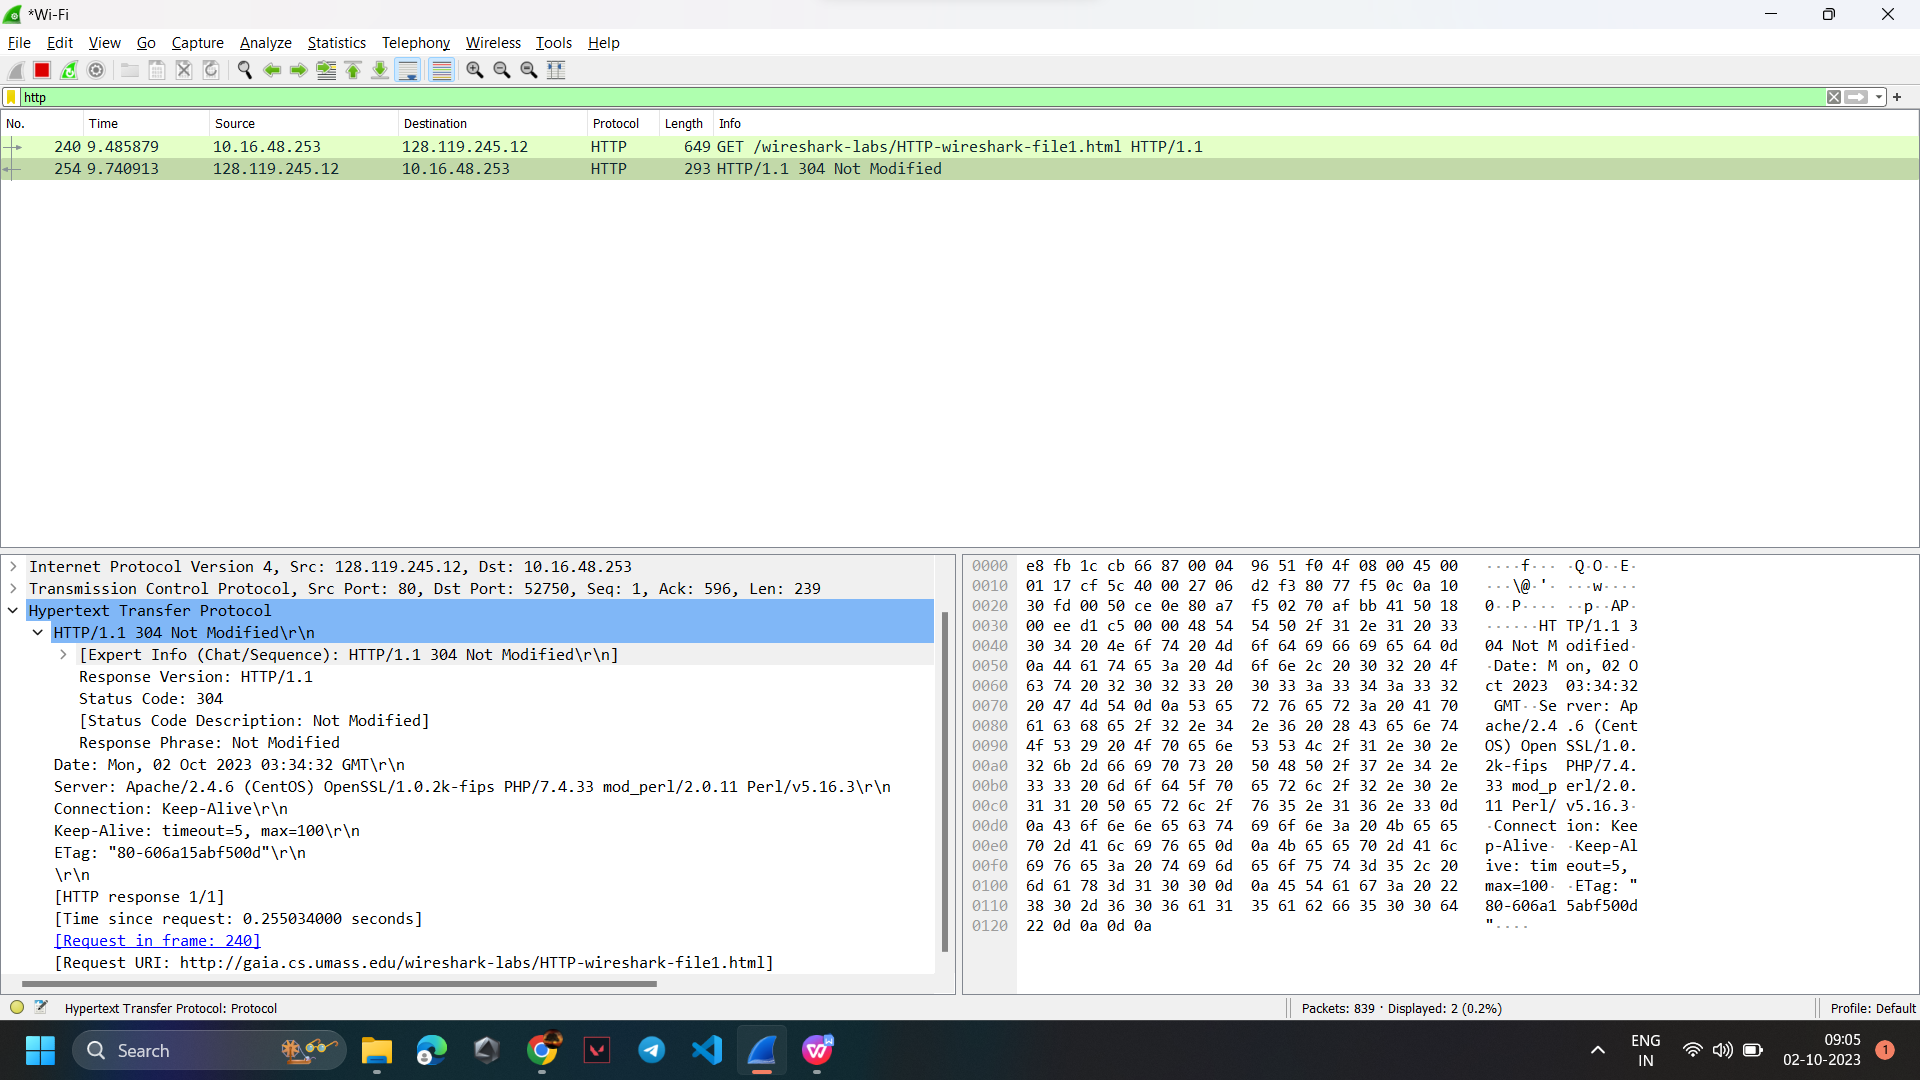 *Wi-Fi
File Edit View Go Capture Analyze Statistics Telephony Wireless Tools Help
http
No. Time Source Destination Protocol Length Info
240 9.485879 10.16.48.253 128.119.245.12 HTTP 649 GET /wireshark-labs/HTTP-wireshark-file1.html HTTP/1.1
254 9.740913 128.119.245.12 10.16.48.253 HTTP 293 HTTP/1.1 304 Not Modified
Internet Protocol Version 4, Src: 128.119.245.12, Dst: 10.16.48.253
Transmission Control Protocol, Src Port: 80, Dst Port: 52750, Seq: 1, Ack: 596, Len: 239
Hypertext Transfer Protocol
HTTP/1.1 304 Not Modified\r\n
[Expert Info (Chat/Sequence): HTTP/1.1 304 Not Modified\r\n]
Response Version: HTTP/1.1
Status Code: 304
[Status Code Description: Not Modified]
Response Phrase: Not Modified
Date: Mon, 02 Oct 2023 03:34:32 GMT\r\n
Server: Apache/2.4.6 (CentOS) OpenSSL/1.0.2k-fips PHP/7.4.33 mod_perl/2.0.11 Perl/v5.16.3\r\n
Connection: Keep-Alive\r\n
Keep-Alive: timeout=5, max=100\r\n
ETag: "80-606a15abf500d"\r\n
\r\n
[HTTP response 1/1]
[Time since request: 0.255034000 seconds]
[Request in frame: 240]
[Request URI: http://gaia.cs.umass.edu/wireshark-labs/HTTP-wireshark-file1.html]
0000 e8 fb 1c cb 66 87 00 04 96 51 f0 4f 08 00 45 00 ····f··· ·Q·O··E·
0010 01 17 cf 5c 40 00 27 06 d2 f3 80 77 f5 0c 0a 10 ···\@·'· ···w····
0020 30 fd 00 50 ce 0e 80 a7 f5 02 70 af bb 41 50 18 0··P···· ··p··AP·
0030 00 ee d1 c5 00 00 48 54 54 50 2f 31 2e 31 20 33 ······HT TP/1.1 3
0040 30 34 20 4e 6f 74 20 4d 6f 64 69 66 69 65 64 0d 04 Not M odified·
0050 0a 44 61 74 65 3a 20 4d 6f 6e 2c 20 30 32 20 4f ·Date: M on, 02 O
0060 63 74 20 32 30 32 33 20 30 33 3a 33 34 3a 33 32 ct 2023 03:34:32
0070 20 47 4d 54 0d 0a 53 65 72 76 65 72 3a 20 41 70 GMT··Se rver: Ap
0080 61 63 68 65 2f 32 2e 34 2e 36 20 28 43 65 6e 74 ache/2.4 .6 (Cent
0090 4f 53 29 20 4f 70 65 6e 53 53 4c 2f 31 2e 30 2e OS) Open SSL/1.0.
00a0 32 6b 2d 66 69 70 73 20 50 48 50 2f 37 2e 34 2e 2k-fips PHP/7.4.
00b0 33 33 20 6d 6f 64 5f 70 65 72 6c 2f 32 2e 30 2e 33 mod_p erl/2.0.
00c0 31 31 20 50 65 72 6c 2f 76 35 2e 31 36 2e 33 0d 11 Perl/ v5.16.3·
00d0 0a 43 6f 6e 6e 65 63 74 69 6f 6e 3a 20 4b 65 65 ·Connect ion: Kee
00e0 70 2d 41 6c 69 76 65 0d 0a 4b 65 65 70 2d 41 6c p-Alive· ·Keep-Al
00f0 69 76 65 3a 20 74 69 6d 65 6f 75 74 3d 35 2c 20 ive: tim eout=5,
0100 6d 61 78 3d 31 30 30 0d 0a 45 54 61 67 3a 20 22 max=100· ·ETag: "
0110 38 30 2d 36 30 36 61 31 35 61 62 66 35 30 30 64 80-606a1 5abf500d
0120 22 0d 0a 0d 0a "····
Hypertext Transfer Protocol: Protocol
Packets: 839 · Displayed: 2 (0.2%)
Profile: Default
Search
ENG
IN
09:05
02-10-2023
1